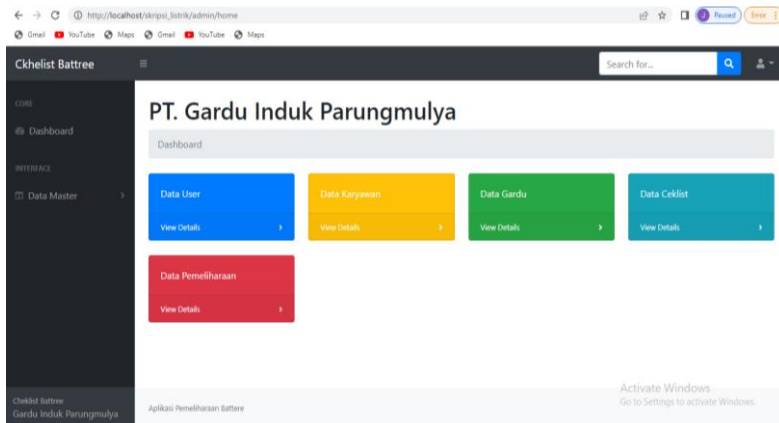 http://localhost/skripsi_listrik/admin/home
Paused
Error
Gmail YouTube Maps Gmail YouTube Maps
Ckhelist Battree
Search for...
CORE
Dashboard
INTERFACE
Data Master
PT. Gardu Induk Parungmulya
Dashboard
Data User
View Details
Data Karyawan
View Details
Data Gardu
View Details
Data Ceklist
View Details
Data Pemeliharaan
View Details
Cheklist Battree
Gardu Induk Parungmulya
Aplikasi Pemeliharaan Battere
Activate Windows
Go to Settings to activate Windows.